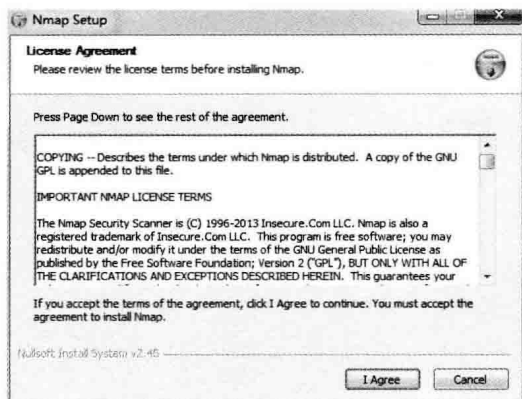 Nmap Setup
License Agreement
Please review the license terms before installing Nmap.
Press Page Down to see the rest of the agreement.
COPYING -- Describes the terms under which Nmap is distributed. A copy of the GNU
GPL is appended to this file.
IMPORTANT NMAP LICENSE TERMS
The Nmap Security Scanner is (C) 1996-2013 Insecure.Com LLC. Nmap is also a
registered trademark of Insecure.Com LLC. This program is free software; you may
redistribute and/or modify it under the terms of the GNU General Public License as
published by the Free Software Foundation; Version 2 ("GPL"), BUT ONLY WITH ALL OF
THE CLARIFICATIONS AND EXCEPTIONS DESCRIBED HEREIN. This guarantees your
If you accept the terms of the agreement, click I Agree to continue. You must accept the
agreement to install Nmap.
Nullsoft Install System v2.46
I Agree
Cancel